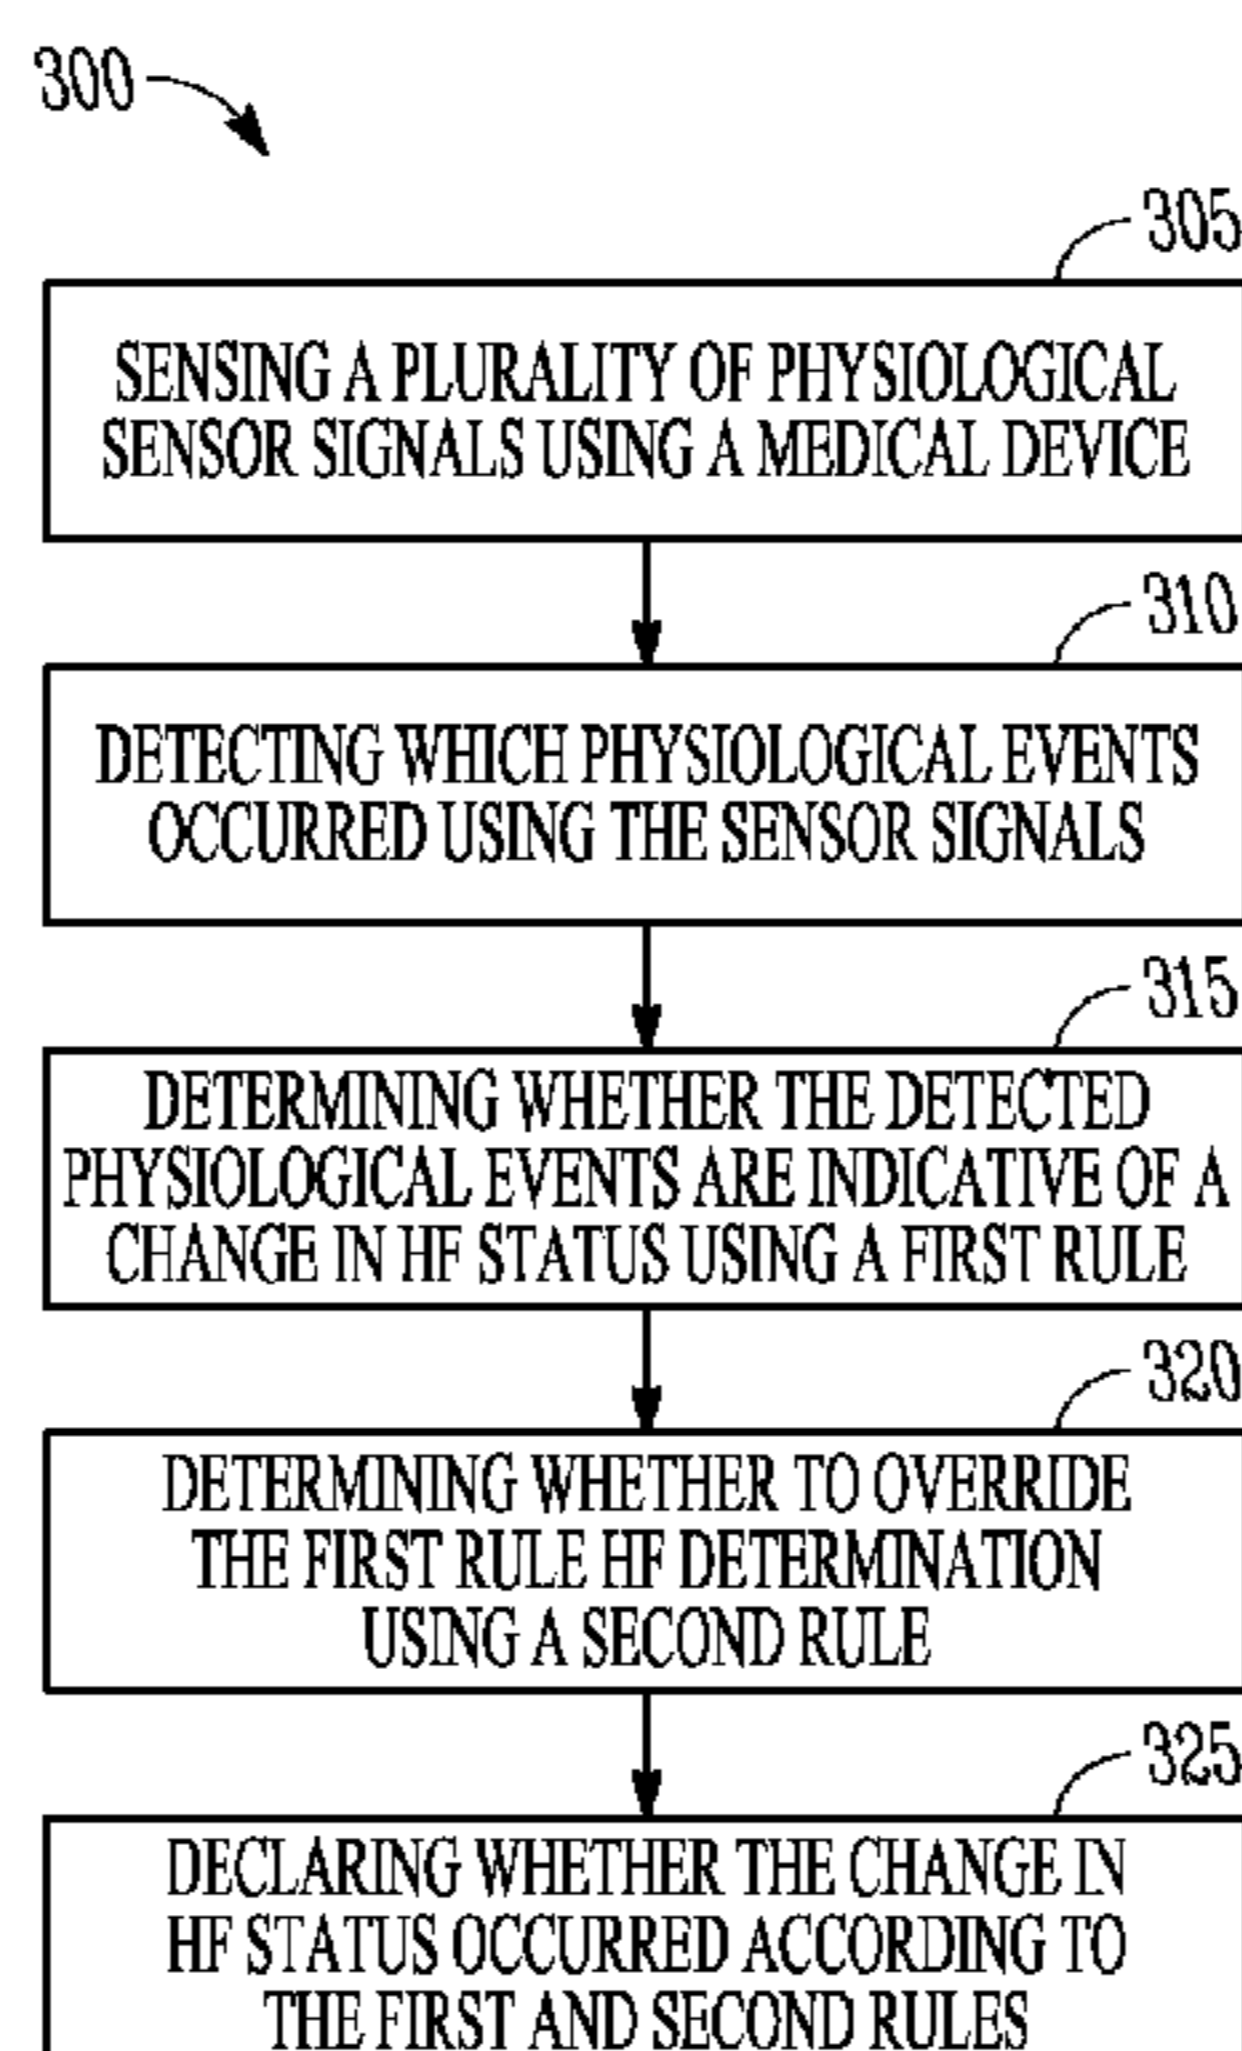 300
305
SENSING A PLURALITY OF PHYSIOLOGICAL
SENSOR SIGNALS USING A MEDICAL DEVICE
310
DETECTING WHICH PHYSIOLOGICAL EVENTS
OCCURRED USING THE SENSOR SIGNALS
315
DETERMINING WHETHER THE DETECTED
PHYSIOLOGICAL EVENTS ARE INDICATIVE OF A
CHANGE IN HF STATUS USING A FIRST RULE
320
DETERMINING WHETHER TO OVERRIDE
THE FIRST RULE HF DETERMINATION
USING A SECOND RULE
325
DECLARING WHETHER THE CHANGE IN
HF STATUS OCCURRED ACCORDING TO
THE FIRST AND SECOND RULES